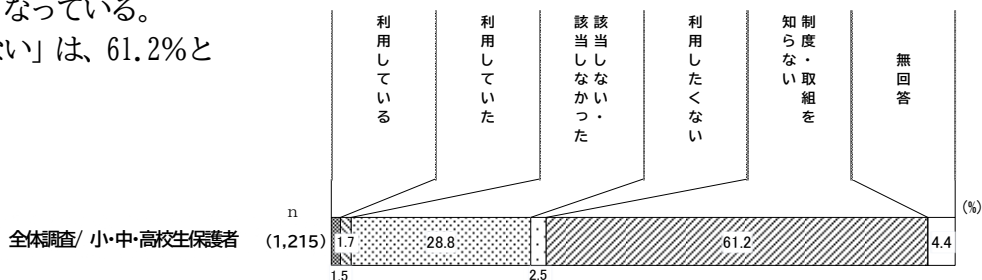 なっている。
ない」は、61.2%と
利用している
利用していた
該当しない・
該当しなかった
利用したくない
制度・取組を
知らない
無回答
(%)
n
全体調査/ 小・中・高校生保護者 (1,215) 1.7 28.8 61.2 4.4
1.5 2.5